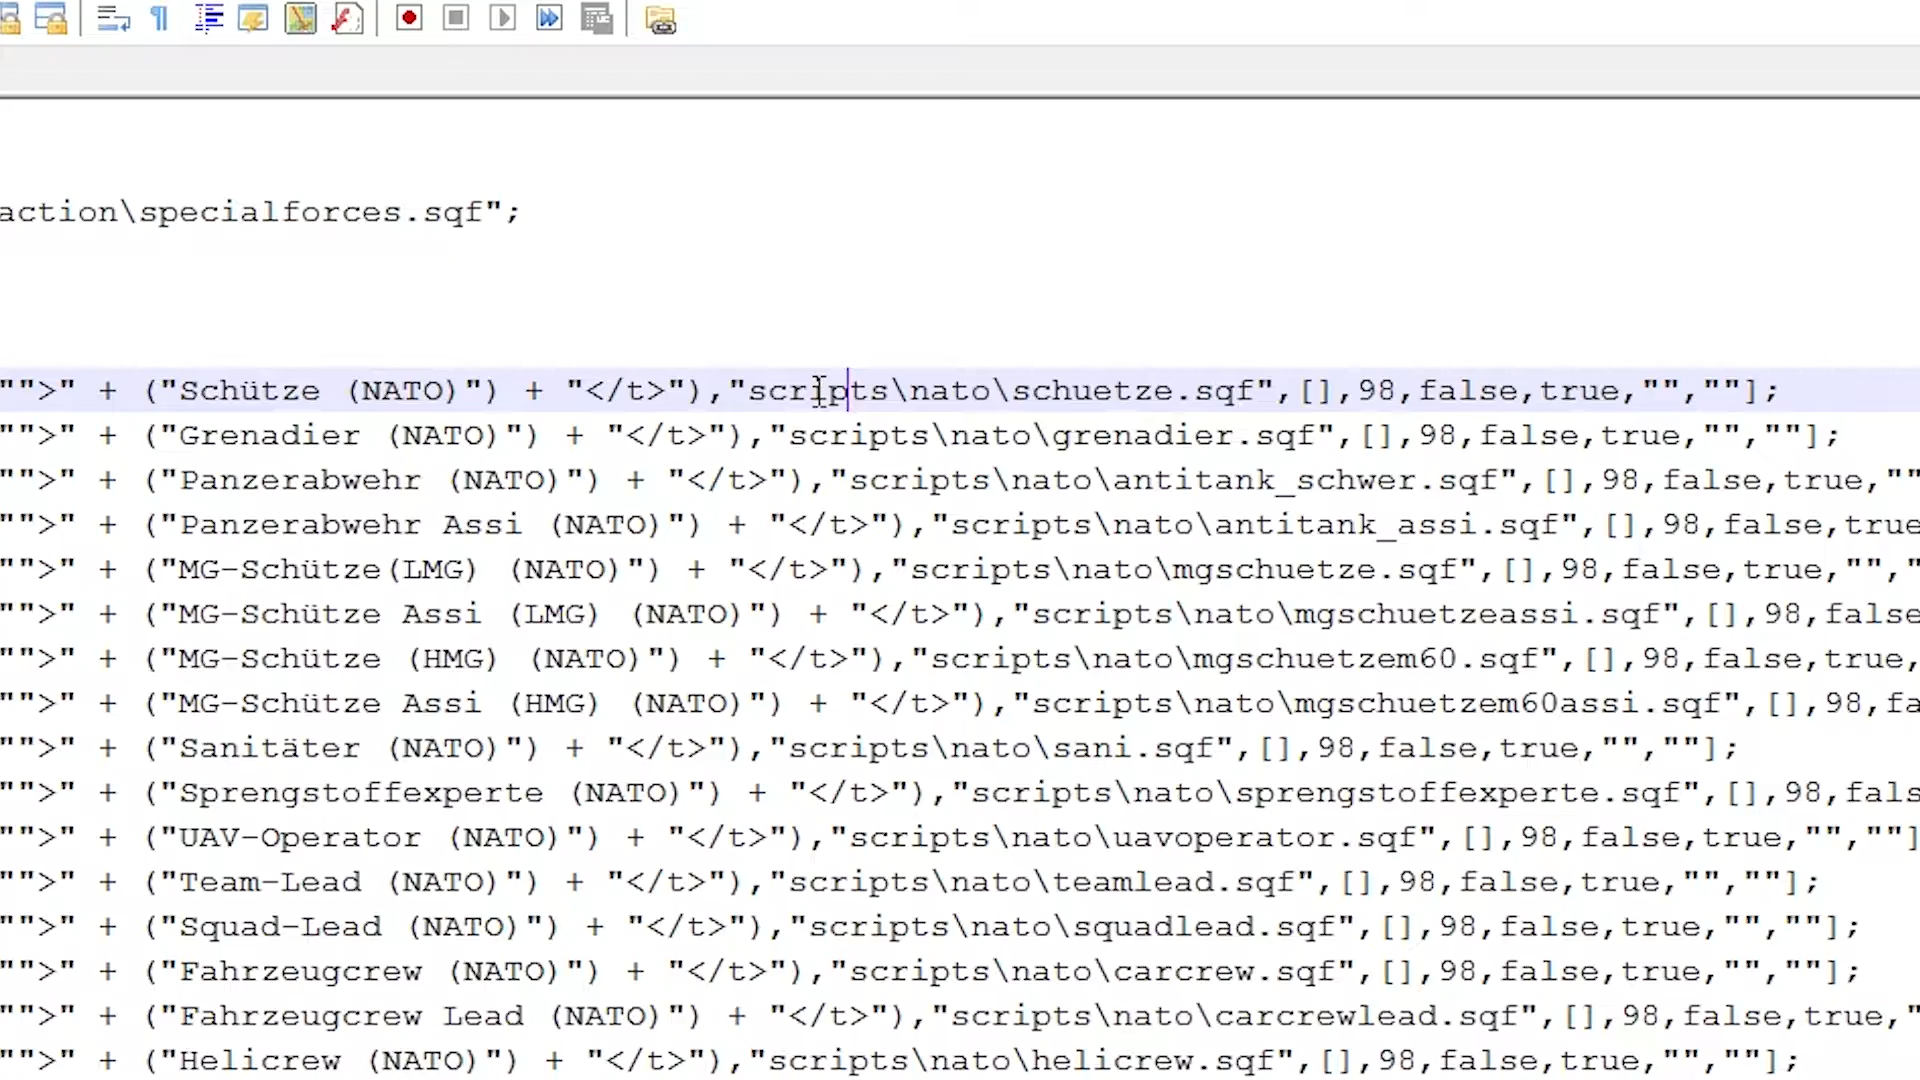 action\specialforces.sqf";
"">" + ("Schütze (NATO)") + "</t>"),"scripts\nato\schuetze.sqf",[],98,false,true,"",""];
"">" + ("Grenadier (NATO)") + "</t>"),"scripts\nato\grenadier.sqf",[],98,false,true,"",""];
"">" + ("Panzerabwehr (NATO)") + "</t>"),"scripts\nato\antitank_schwer.sqf",[],98,false,true,""
"">" + ("Panzerabwehr Assi (NATO)") + "</t>"),"scripts\nato\antitank_assi.sqf",[],98,false,true
"">" + ("MG-Schütze(LMG) (NATO)") + "</t>"),"scripts\nato\mgschuetze.sqf",[],98,false,true,"","
"">" + ("MG-Schütze Assi (LMG) (NATO)") + "</t>"),"scripts\nato\mgschuetzeassi.sqf",[],98,false
"">" + ("MG-Schütze (HMG) (NATO)") + "</t>"),"scripts\nato\mgschuetzem60.sqf",[],98,false,true,
"">" + ("MG-Schütze Assi (HMG) (NATO)") + "</t>"),"scripts\nato\mgschuetzem60assi.sqf",[],98,fa
"">" + ("Sanitäter (NATO)") + "</t>"),"scripts\nato\sani.sqf",[],98,false,true,"",""];
"">" + ("Sprengstoffexperte (NATO)") + "</t>"),"scripts\nato\sprengstoffexperte.sqf",[],98,fals
"">" + ("UAV-Operator (NATO)") + "</t>"),"scripts\nato\uavoperator.sqf",[],98,false,true,"",""]
"">" + ("Team-Lead (NATO)") + "</t>"),"scripts\nato\teamlead.sqf",[],98,false,true,"",""];
"">" + ("Squad-Lead (NATO)") + "</t>"),"scripts\nato\squadlead.sqf",[],98,false,true,"",""];
"">" + ("Fahrzeugcrew (NATO)") + "</t>"),"scripts\nato\carcrew.sqf",[],98,false,true,"",""];
"">" + ("Fahrzeugcrew Lead (NATO)") + "</t>"),"scripts\nato\carcrewlead.sqf",[],98,false,true,"
"">" + ("Helicrew (NATO)") + "</t>"),"scripts\nato\helicrew.sqf",[],98,false,true,"",""];